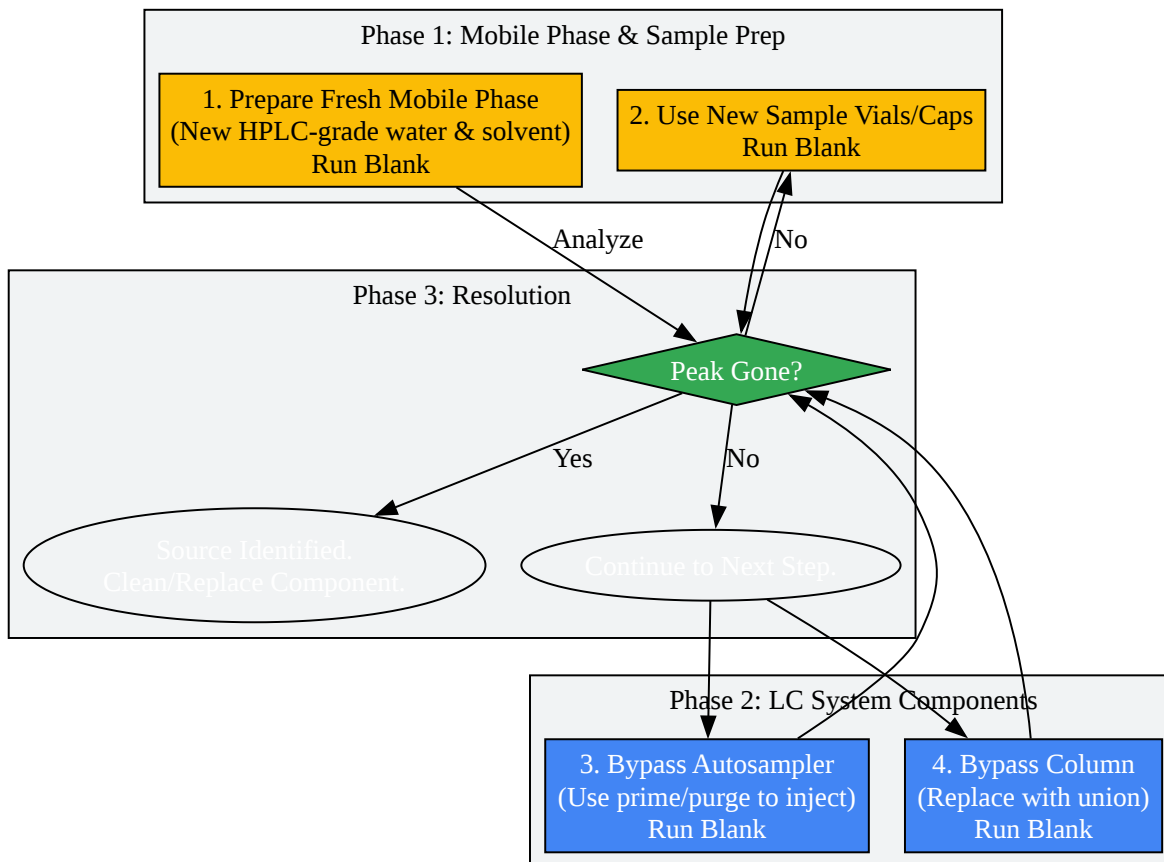 Phase 1: Mobile Phase & Sample Prep
1. Prepare Fresh Mobile Phase
(New HPLC-grade water & solvent)
Run Blank
2. Use New Sample Vials/Caps
Run Blank
Analyze
No
Phase 3: Resolution
Peak Gone?
Yes
No
Source Identified.
Clean/Replace Component.
Continue to Next Step.
Phase 2: LC System Components
3. Bypass Autosampler
(Use prime/purge to inject)
Run Blank
4. Bypass Column
(Replace with union)
Run Blank